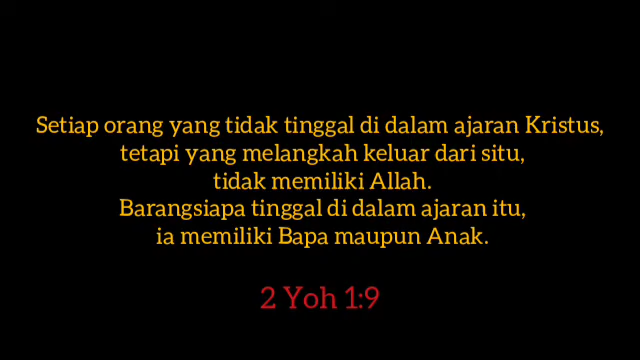 Setiap orang yang tidak tinggal di dalam ajaran Kristus,
tetapi yang melangkah keluar dari situ,
tidak memiliki Allah.
Barangsiapa tinggal di dalam ajaran itu,
ia memiliki Bapa maupun Anak.
2 Yoh 1:9